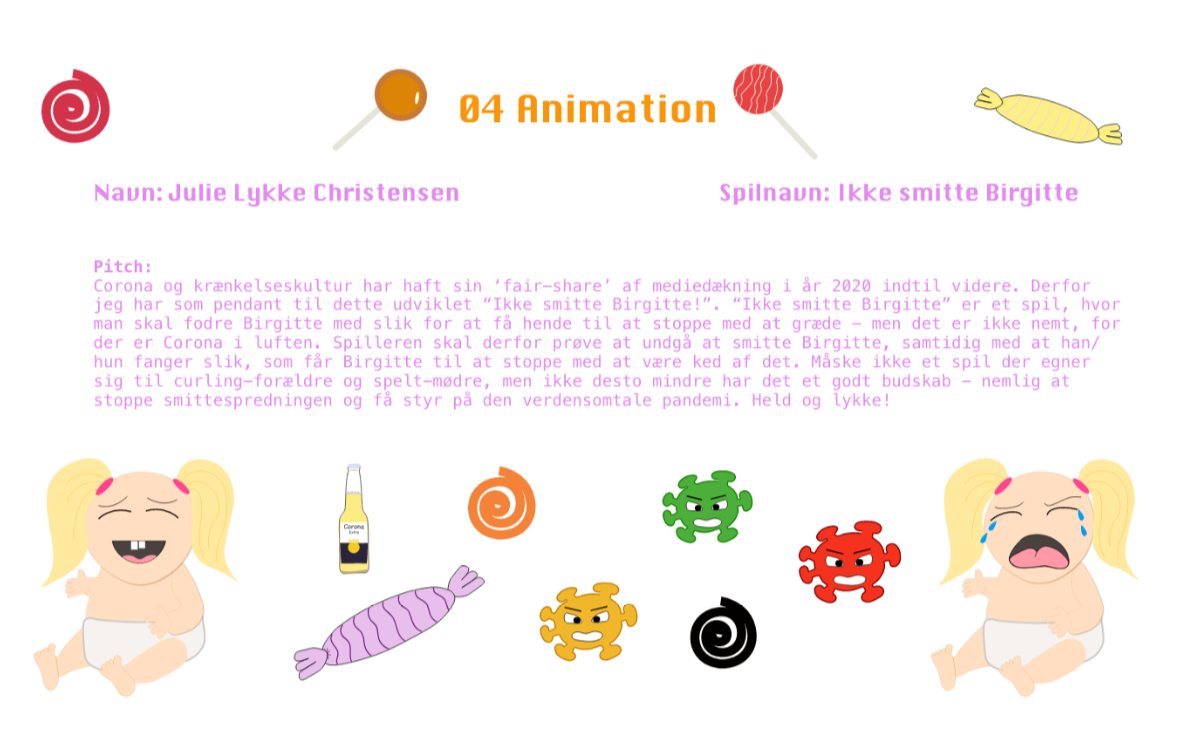 04 Animation
Navn: Julie Lykke Christensen
Spilnavn: Ikke smitte Birgitte
Pitch:
Corona og krænkelseskultur har haft sin ‘fair-share’ af mediedækning i år 2020 indtil videre. Derfor
jeg har som pendant til dette udviklet “Ikke smitte Birgitte!”. “Ikke smitte Birgitte” er et spil, hvor
man skal fodre Birgitte med slik for at få hende til at stoppe med at græde – men det er ikke nemt, for
der er Corona i luften. Spilleren skal derfor prøve at undgå at smitte Birgitte, samtidig med at han/
hun fanger slik, som får Birgitte til at stoppe med at være ked af det. Måske ikke et spil der egner
sig til curling-forældre og spelt-mødre, men ikke desto mindre har det et godt budskab – nemlig at
stoppe smittespredningen og få styr på den verdensomtale pandemi. Held og lykke!
Corona
Extra